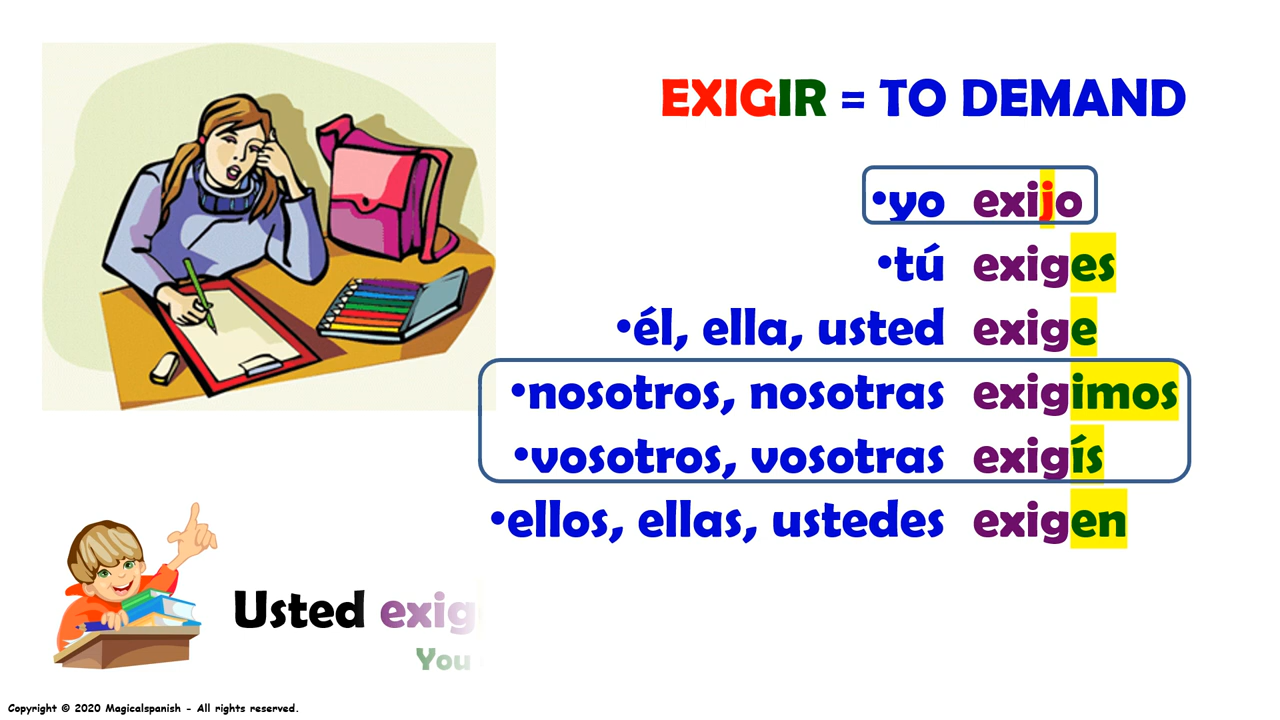 EXIGIR = TO DEMAND
•yo exijo
•tú exiges
•él, ella, usted exige
•nosotros, nosotras exigimos
•vosotros, vosotras exigís
•ellos, ellas, ustedes exigen
Usted
You
Copyright © 2020 Magicalspanish - All rights reserved.